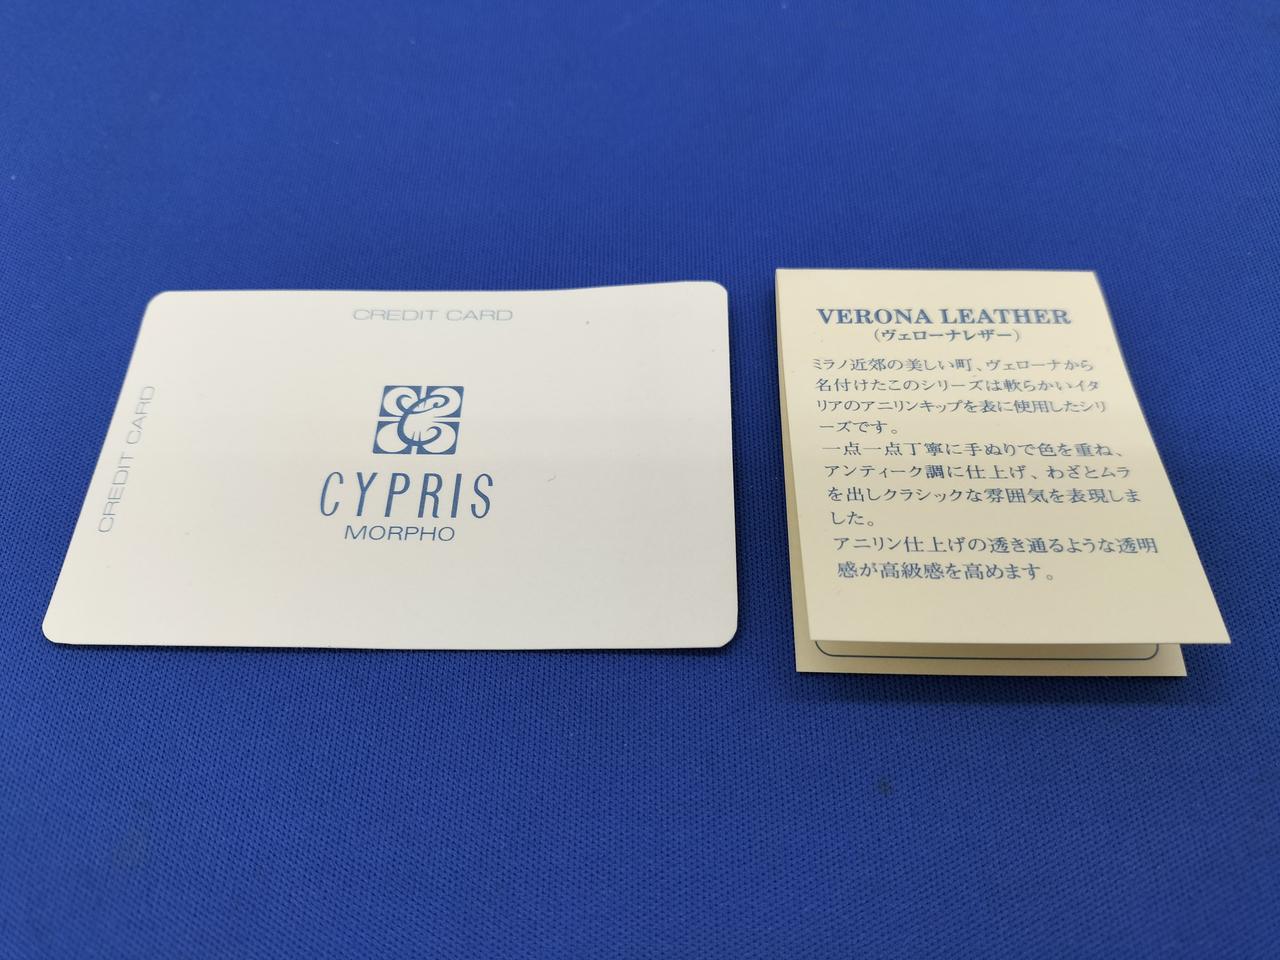 CREDIT CARD
CREDIT CARD
CYPRIS
MORPHO
VERONA LEATHER
(ヴェローナレザー)
ミラノ近郊の美しい町、ヴェローナから
名付けたこのシリーズは軟らかいイタ
リアのアニリンキップを表に使用したシリ
ーズです。
一点一点丁寧に手ぬりで色を重ね、
アンティーク調に仕上げ、わざとムラ
を出しクラシックな雰囲気を表現しま
した。
アニリン仕上げの透き通るような透明
感が高級感を高めます。